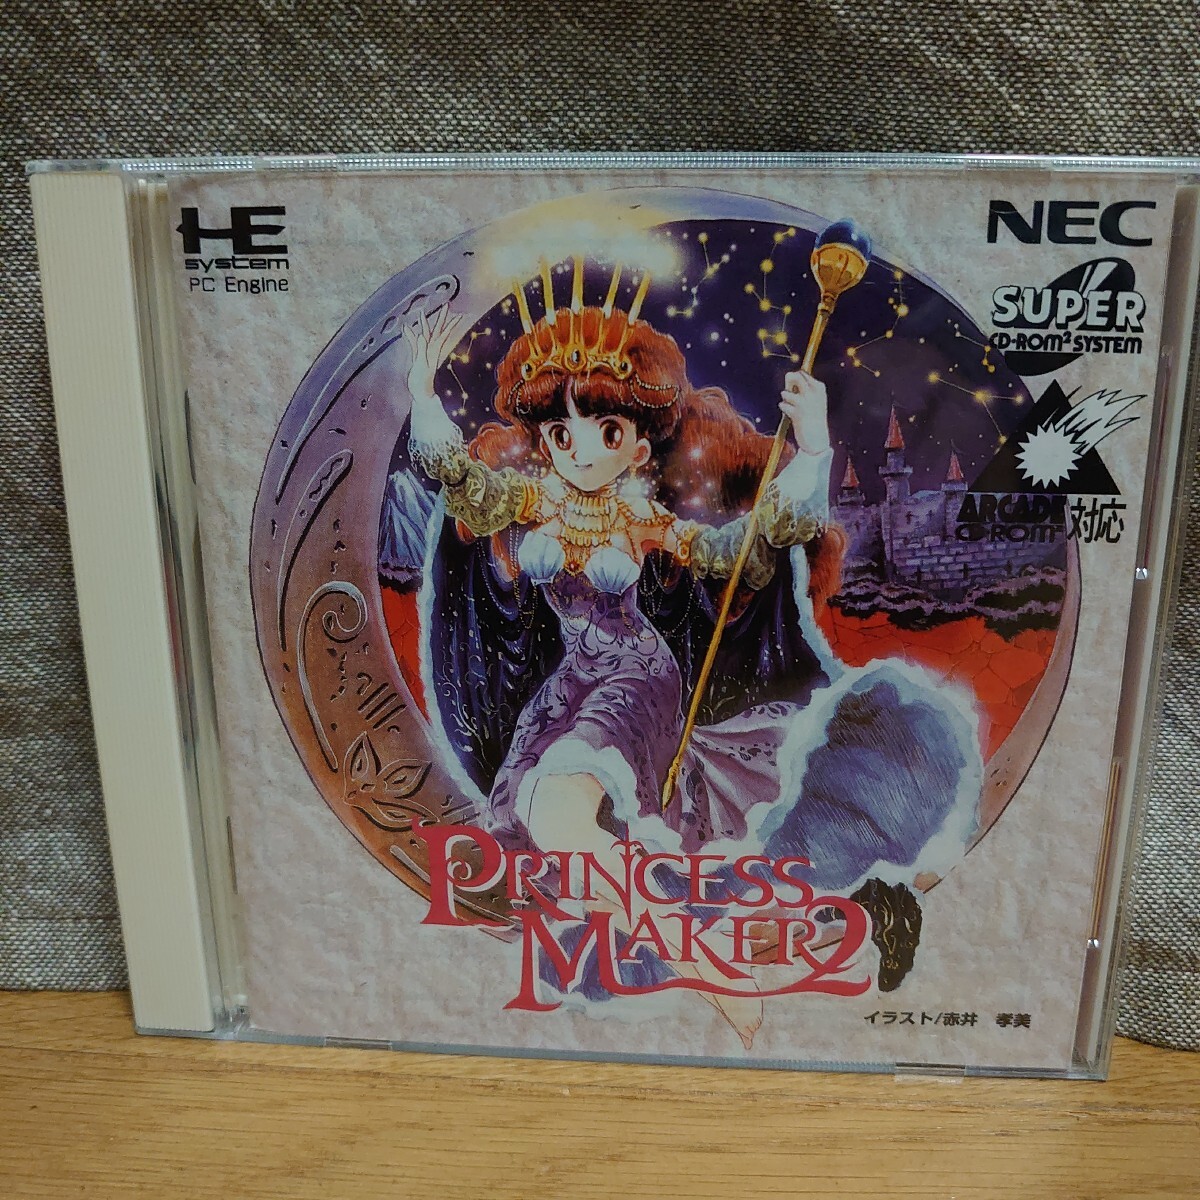 HE
system
PC Engine
NEC
SUPER
CD-ROM² SYSTEM
ARCADE
CD-ROM² 対応
PRINCESS
MAKER 2
イラスト/赤井 孝美